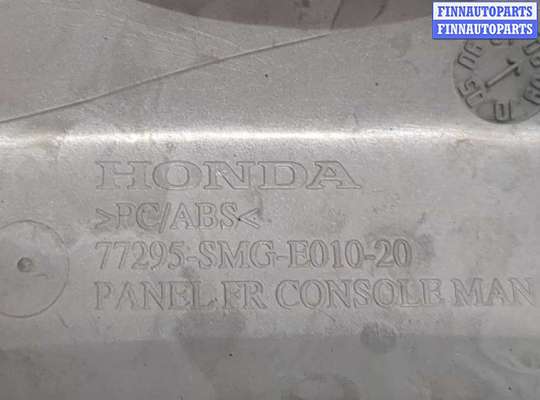 FINNAUTOPARTS
FINNAUTOPARTS
HONDA
>PC/ABS<
77295-SMG-E010-20
PANEL FR CONSOLE MAN